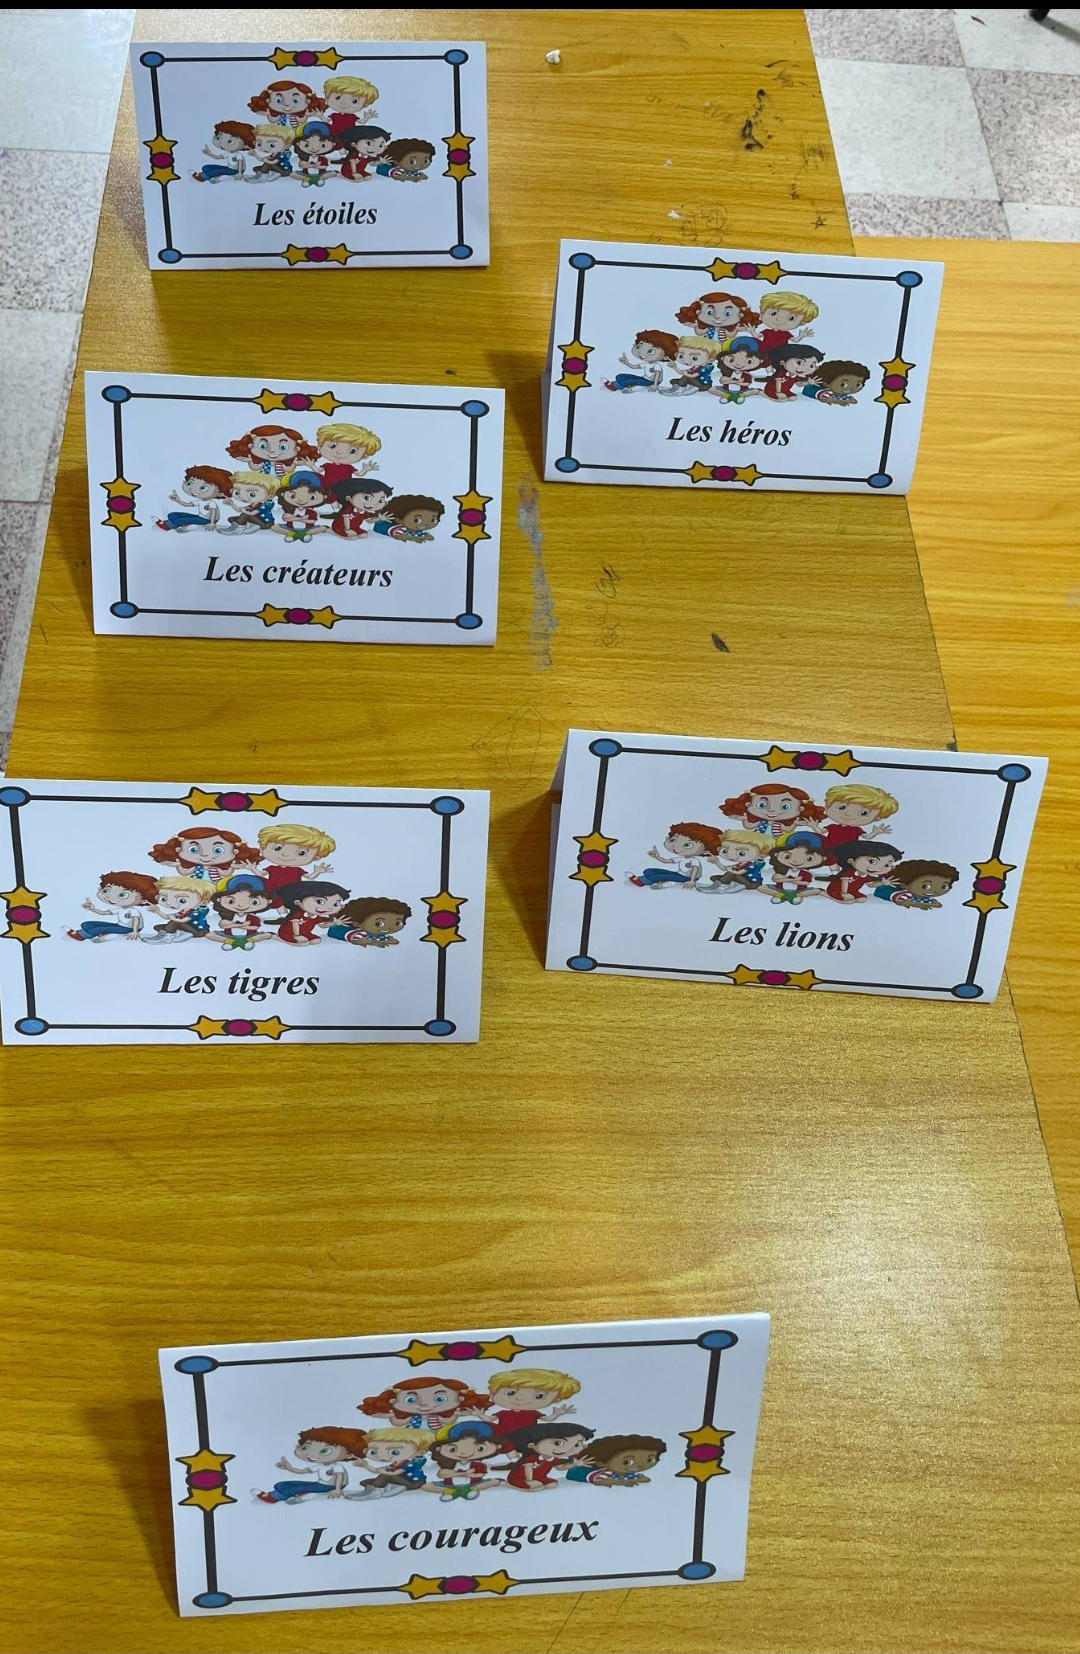 Les étoiles
Les héros
Les créateurs
Les tigres
Les lions
Les courageux